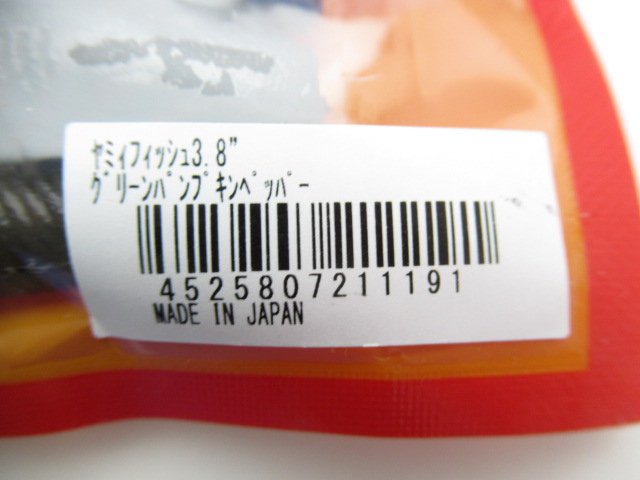 ﾔﾐｨﾌｨｯｼｭ3.8"
ｸﾞﾘｰﾝﾊﾟﾝﾌﾟｷﾝﾍﾟｯﾊﾟｰ
4525807211191
MADE IN JAPAN